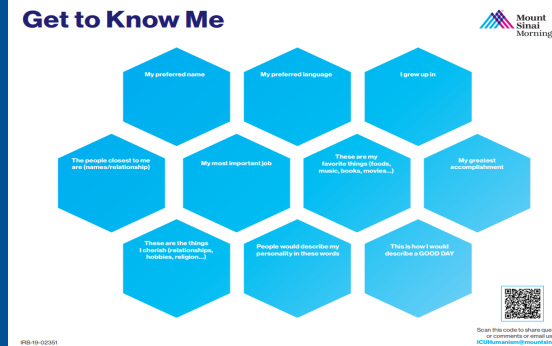 Get to Know Me
Mount
Sinai
Morning
My preferred name
My preferred language
I grew up in
The people closest to me
are (names/relationship)
My most important job
These are my
favorite things (foods,
music, books, movies...)
My greatest
accomplishment
These are the things
I cherish (relationships,
hobbies, religion...)
People would describe my
personality in these words
This is how I would
describe a GOOD DAY
Scan this code to share que
or comments or email us
ICUHumanism@mountsin
IRB-19-02351